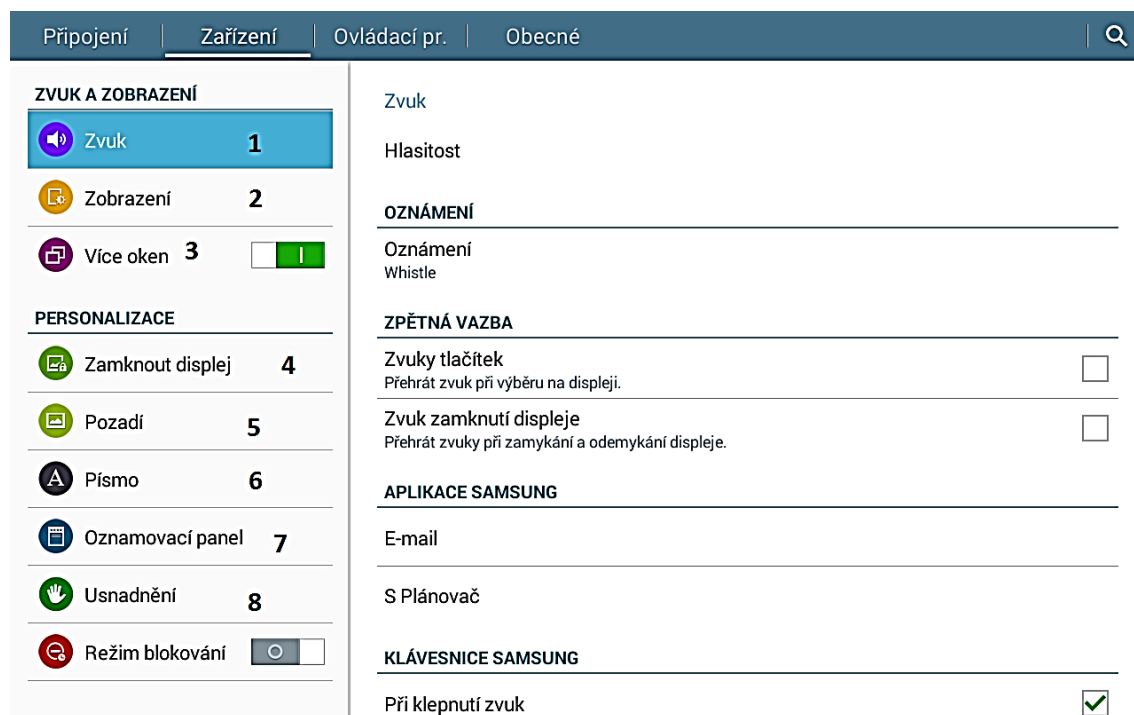 Připojení
Zařízení
Ovládací pr.
Obecné
ZVUK A ZOBRAZENÍ
Zvuk 1
Zobrazení 2
Více oken 3
PERSONALIZACE
Zamknout displej 4
Pozadí 5
Písmo 6
Oznamovací panel 7
Usnadnění 8
Režim blokování
Zvuk
Hlasitost
OZNÁMENÍ
Oznámení
Whistle
ZPĚTNÁ VAZBA
Zvuky tlačítek
Přehrát zvuk při výběru na displeji.
Zvuk zamknutí displeje
Přehrát zvuky při zamykání a odemykání displeje.
APLIKACE SAMSUNG
E-mail
S Plánovač
KLÁVESNICE SAMSUNG
Při klepnutí zvuk